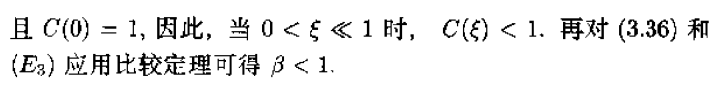 且 C(0) = 1, 因此, 当 0 < ξ ≪ 1 时, C(ξ) < 1. 再对 (3.36) 和
(E₃) 应用比较定理可得 β < 1.